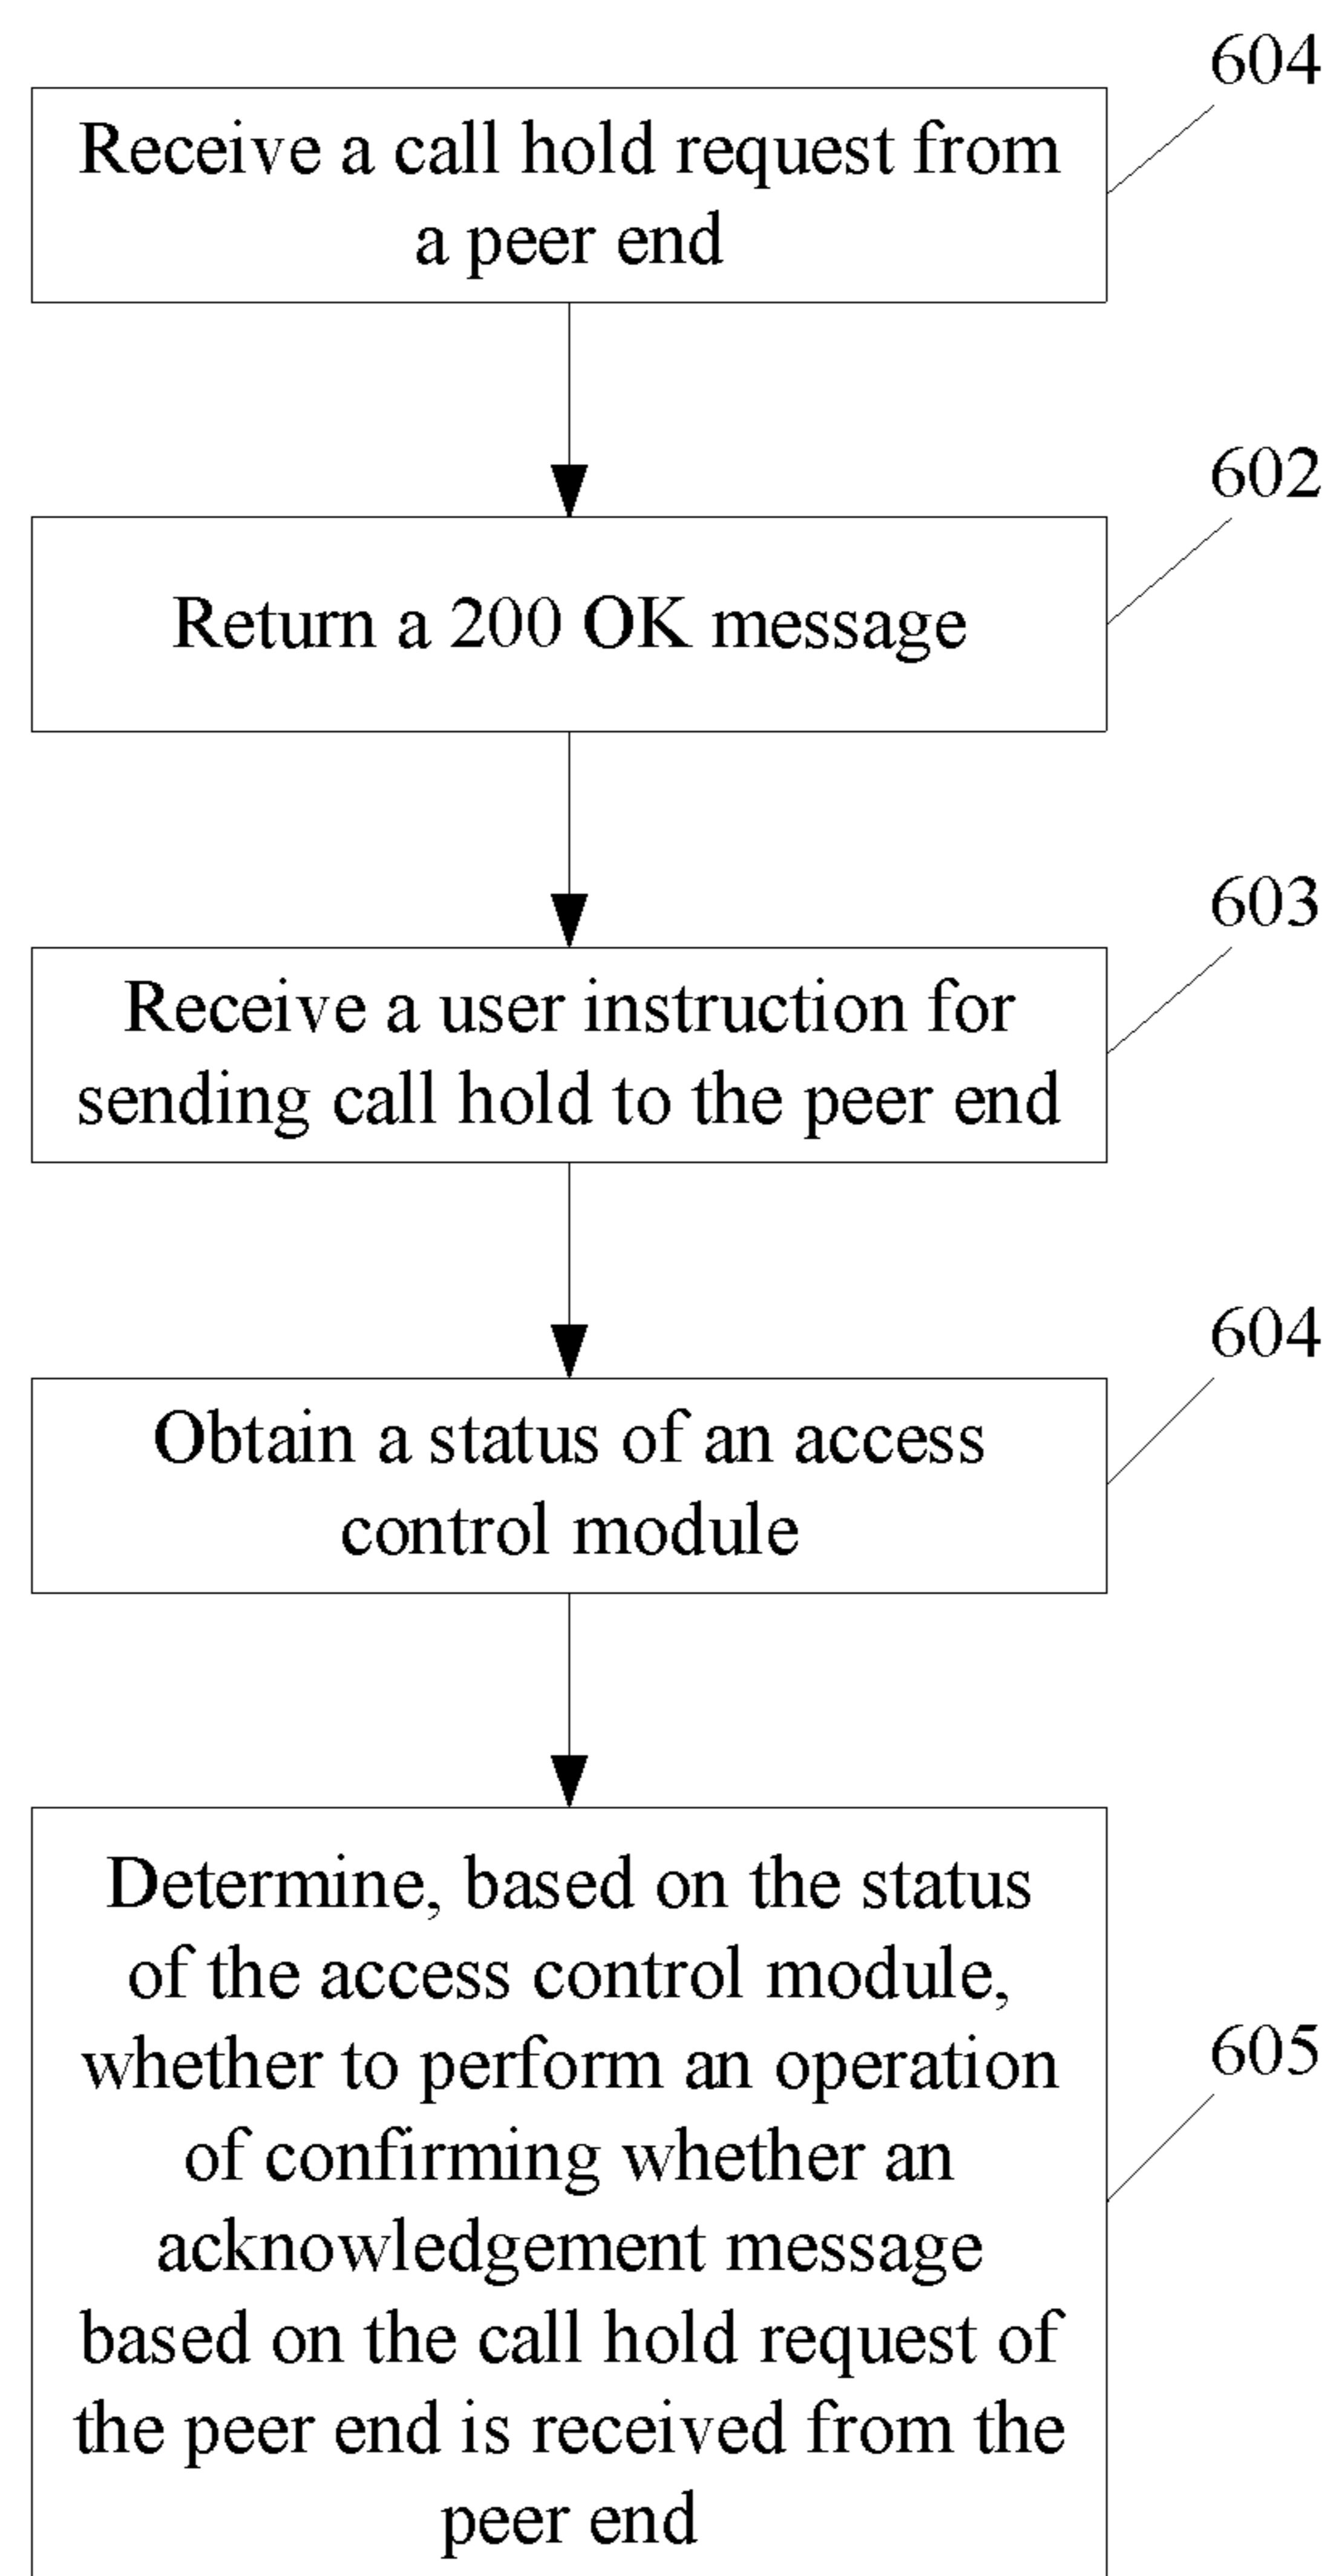 604
Receive a call hold request from
a peer end
602
Return a 200 OK message
603
Receive a user instruction for
sending call hold to the peer end
604
Obtain a status of an access
control module
Determine, based on the status
of the access control module,
whether to perform an operation
605
of confirming whether an
acknowledgement message
based on the call hold request of
the peer end is received from the
peer end